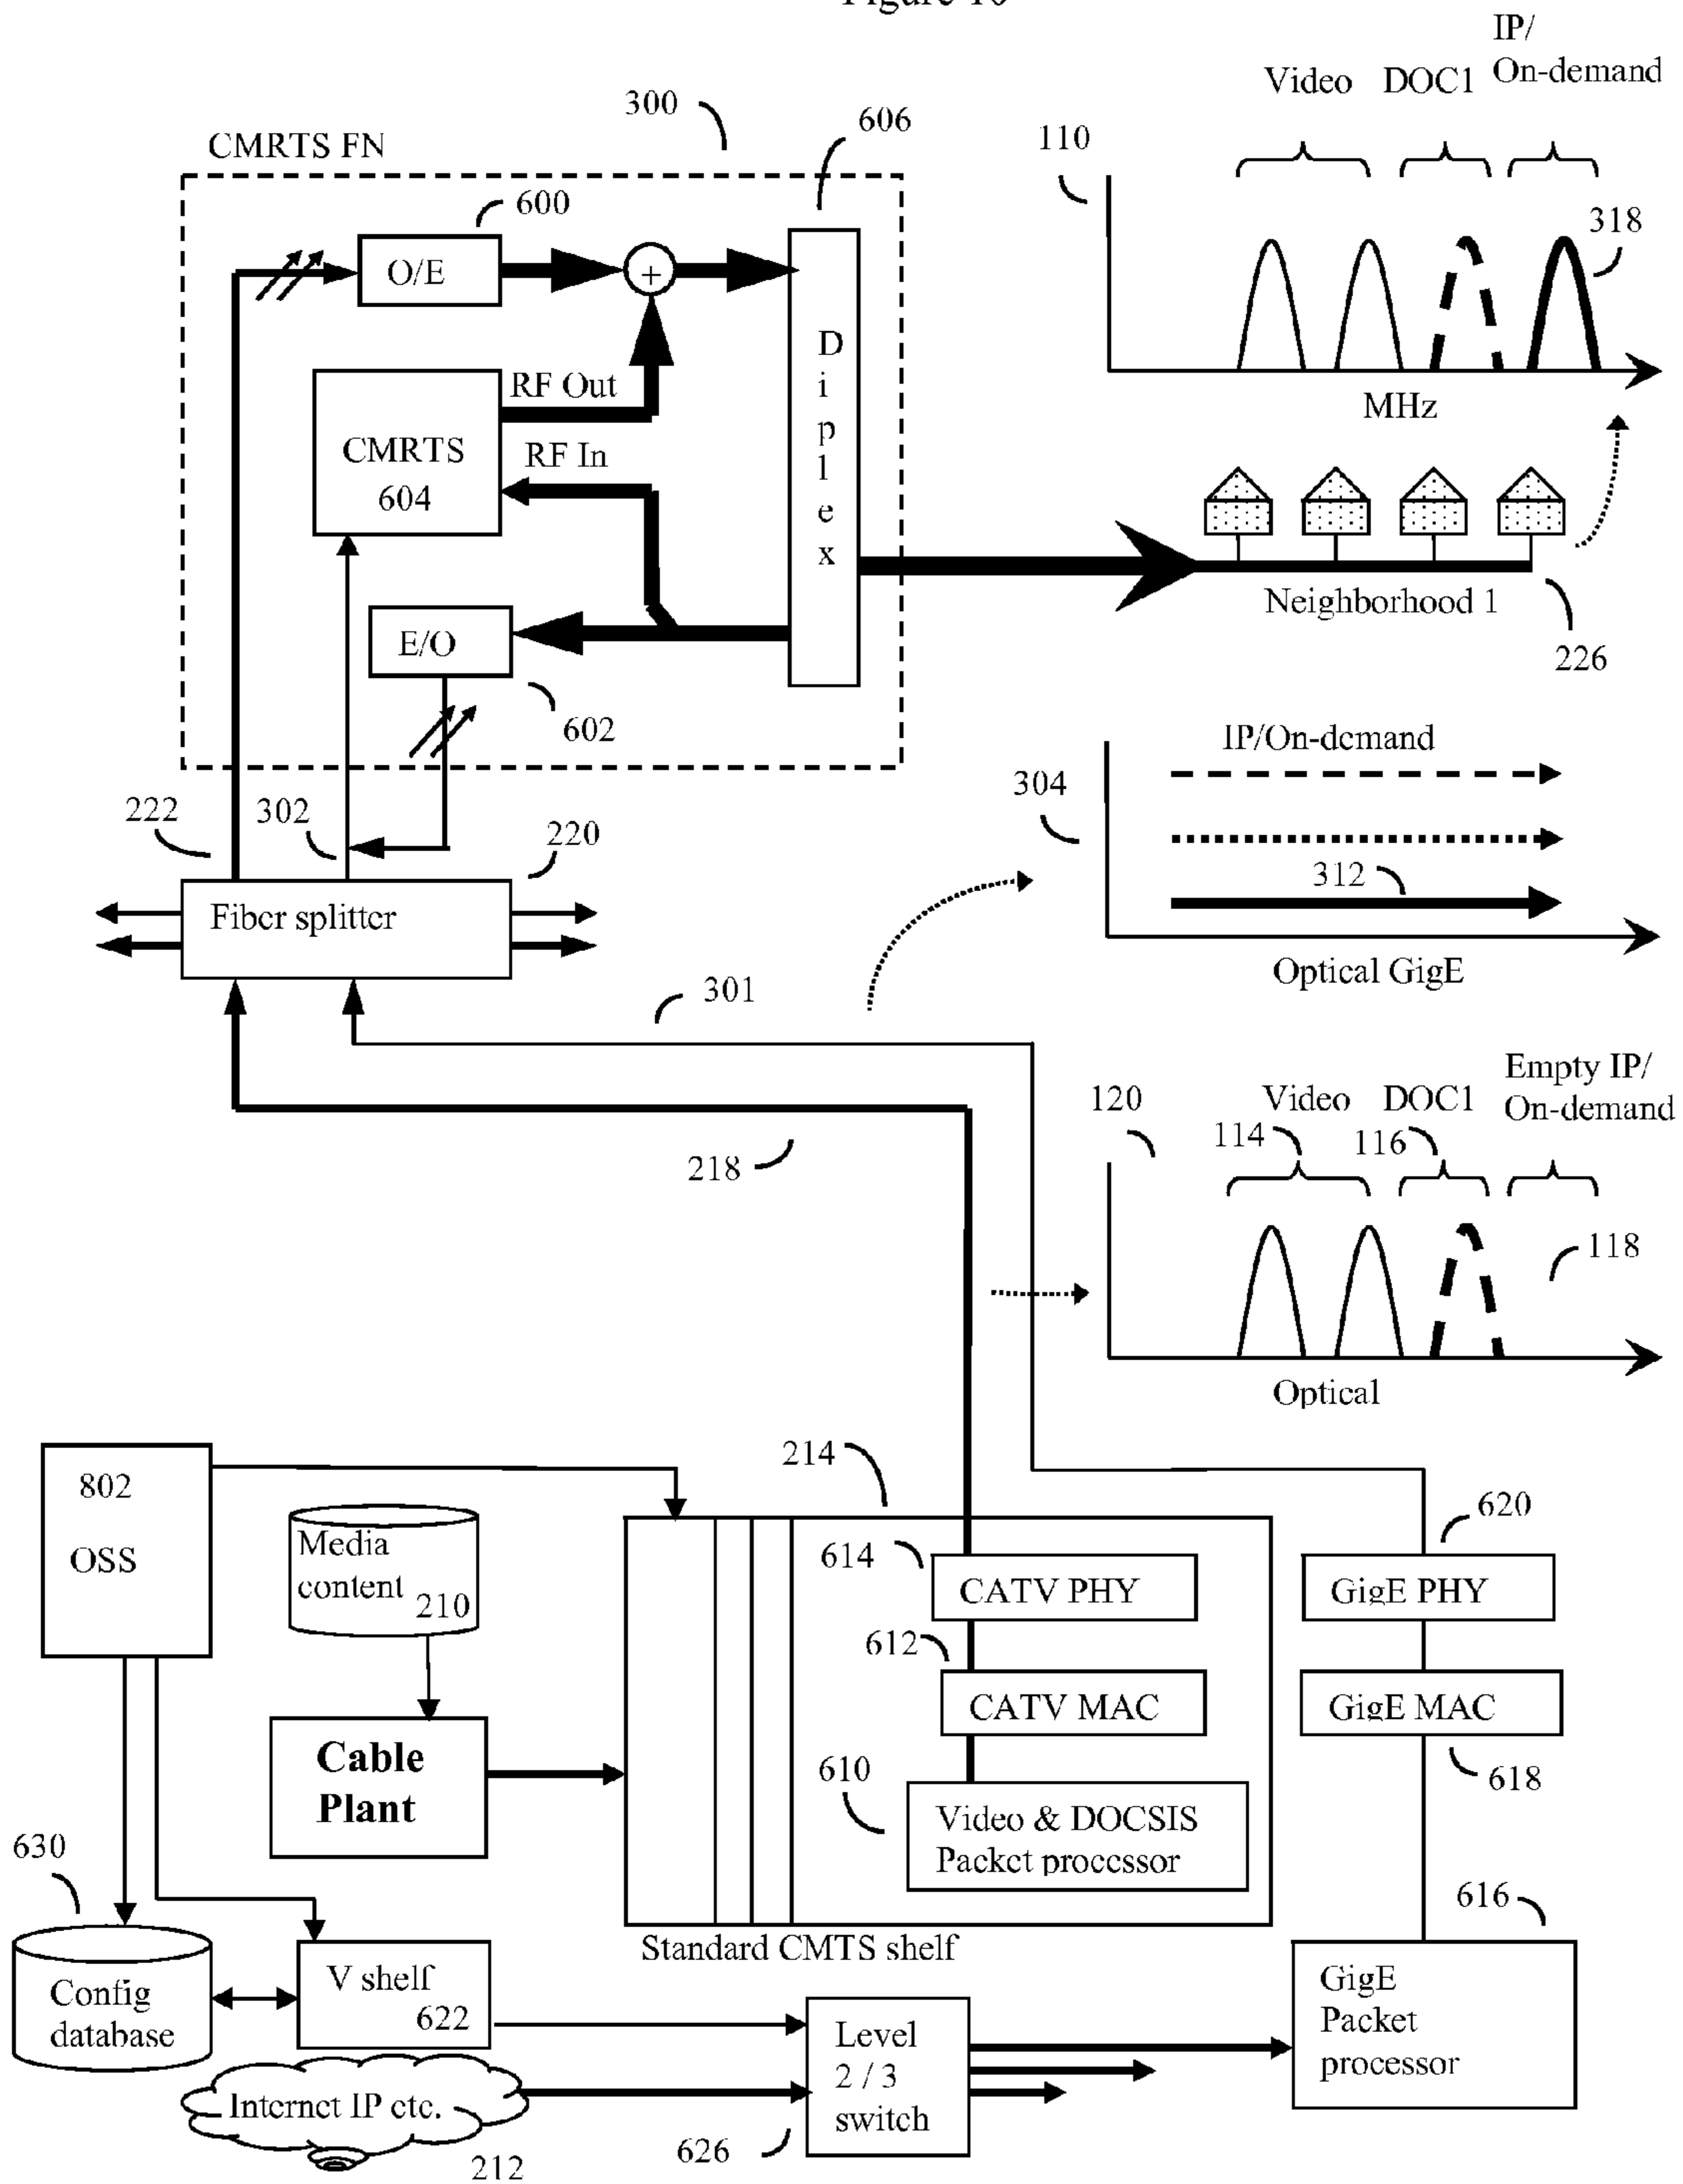 Figure 10
IP/
On-demand
Video
DOC1
300
606
110
CMRTS FN
600
318
O/E
+
Diplex
RF Out
MHz
CMRTS
604
RF In
E/O
602
Neighborhood 1
226
IP/On-demand
304
222
302
220
312
Fiber splitter
Optical GigE
301
Empty IP/
On-demand
120
Video
DOC1
114
116
218
118
Optical
802
OSS
214
620
Media
content
210
614
CATV PHY
GigE PHY
612
CATV MAC
GigE MAC
618
Cable
Plant
610
Video & DOCSIS
Packet processor
630
616
Standard CMTS shelf
Config
database
V shelf
622
GigE
Packet
processor
Level
2 / 3
switch
Internet IP etc.
626
212